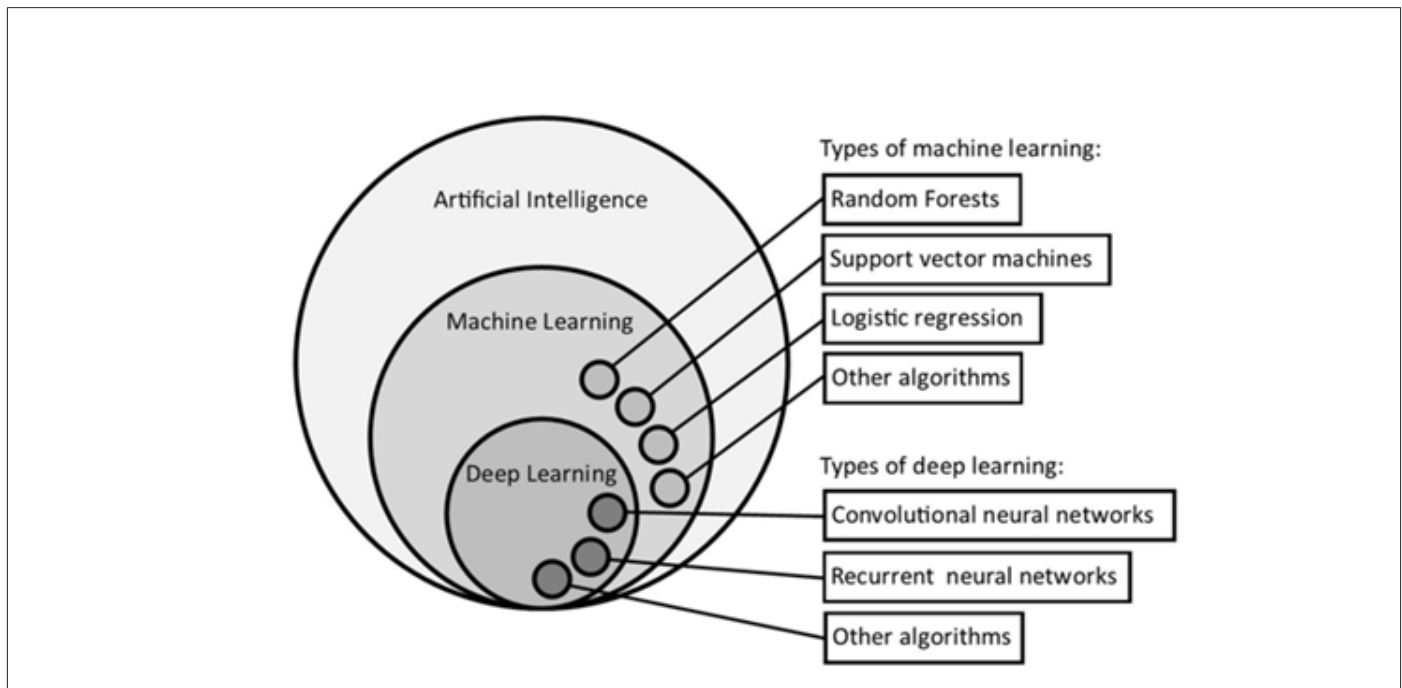 Artificial Intelligence
Machine Learning
Deep Learning
Types of machine learning:
Random Forests
Support vector machines
Logistic regression
Other algorithms
Types of deep learning:
Convolutional neural networks
Recurrent neural networks
Other algorithms